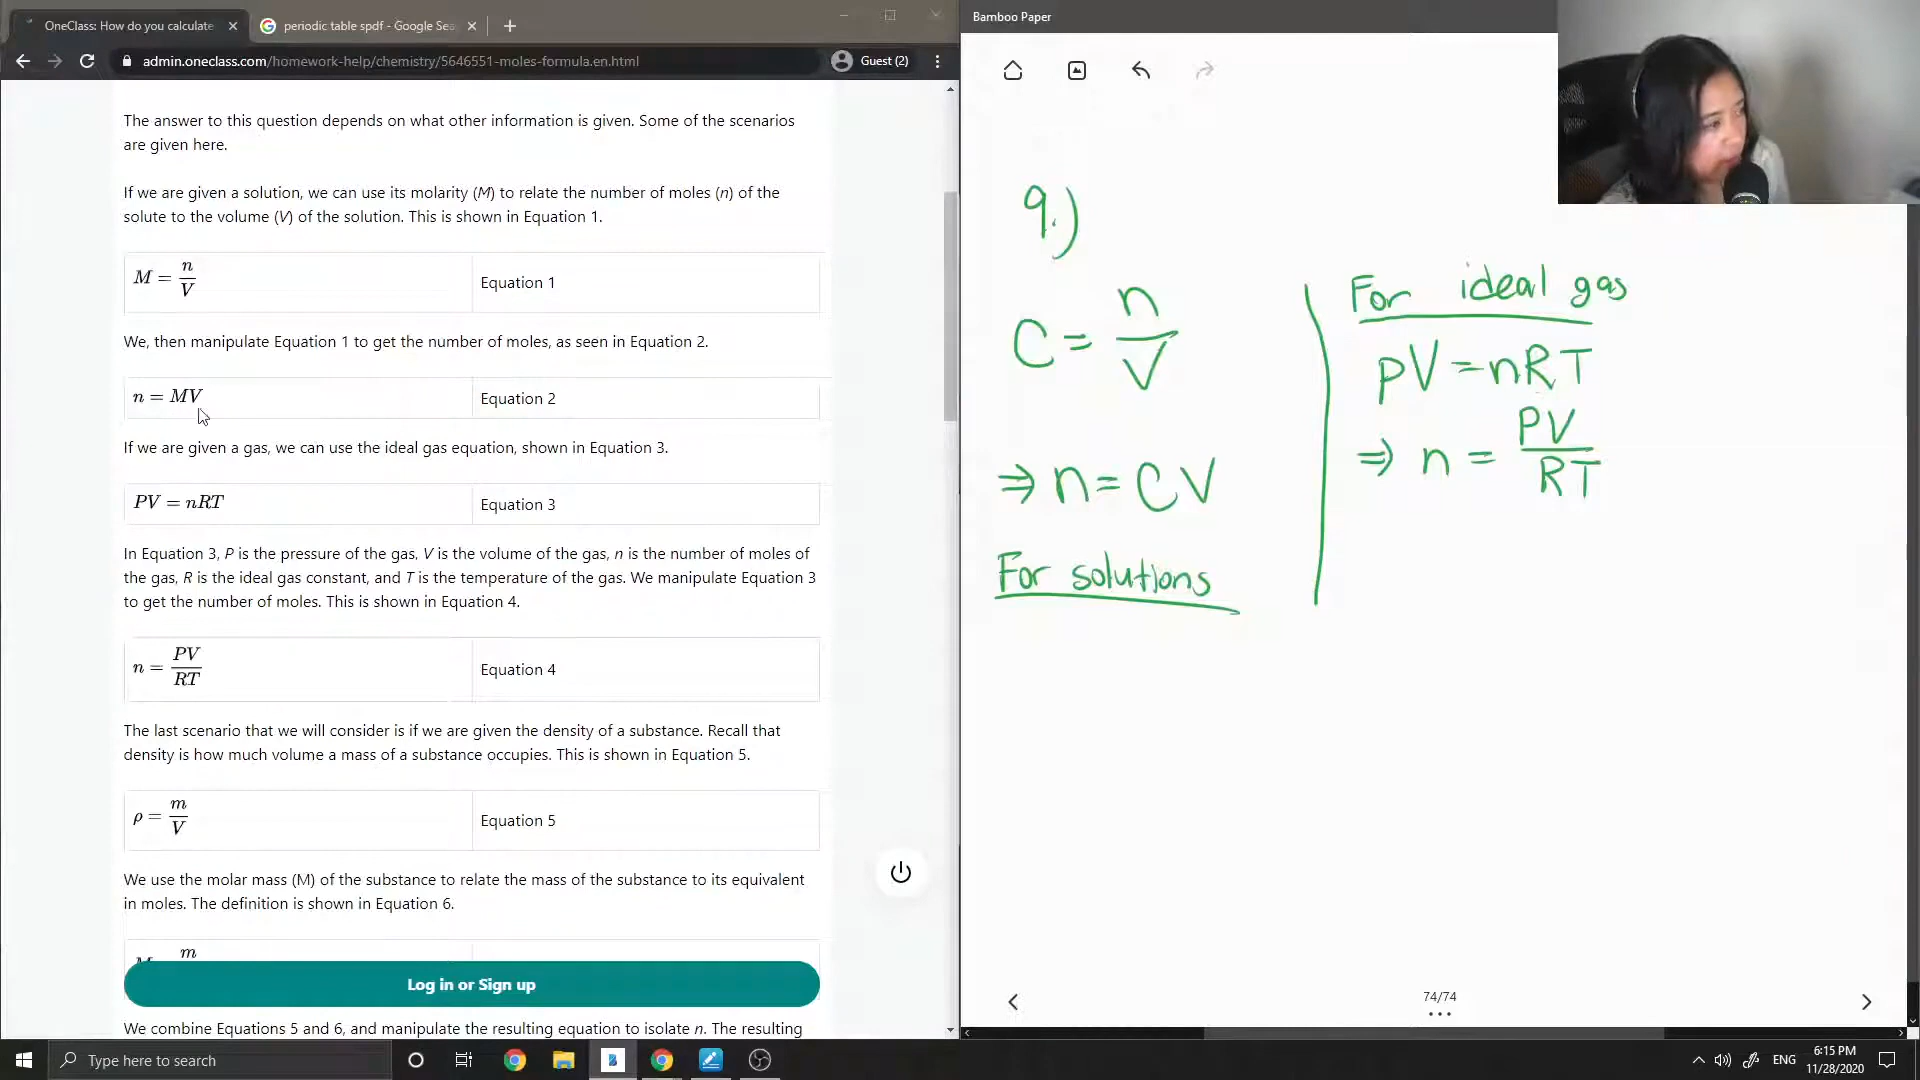 OneClass: How do you calculate
periodic table spdf - Google Sea
admin.oneclass.com/homework-help/chemistry/5646551-moles-formula.en.html
Guest (2)
The answer to this question depends on what other information is given. Some of the scenarios
are given here.
If we are given a solution, we can use its molarity (M) to relate the number of moles (n) of the
solute to the volume (V) of the solution. This is shown in Equation 1.
M = n/V Equation 1
We, then manipulate Equation 1 to get the number of moles, as seen in Equation 2.
n = MV Equation 2
If we are given a gas, we can use the ideal gas equation, shown in Equation 3.
PV = nRT Equation 3
In Equation 3, P is the pressure of the gas, V is the volume of the gas, n is the number of moles of
the gas, R is the ideal gas constant, and T is the temperature of the gas. We manipulate Equation 3
to get the number of moles. This is shown in Equation 4.
n = PV/RT Equation 4
The last scenario that we will consider is if we are given the density of a substance. Recall that
density is how much volume a mass of a substance occupies. This is shown in Equation 5.
ρ = m/V Equation 5
We use the molar mass (M) of the substance to relate the mass of the substance to its equivalent
in moles. The definition is shown in Equation 6.
m
Log in or Sign up
We combine Equations 5 and 6, and manipulate the resulting equation to isolate n. The resulting
Bamboo Paper
9.)
C = n/V
⇒ n = CV
For solutions
For ideal gas
PV = nRT
⇒ n = PV/RT
74/74
Type here to search
ENG
6:15 PM
11/28/2020